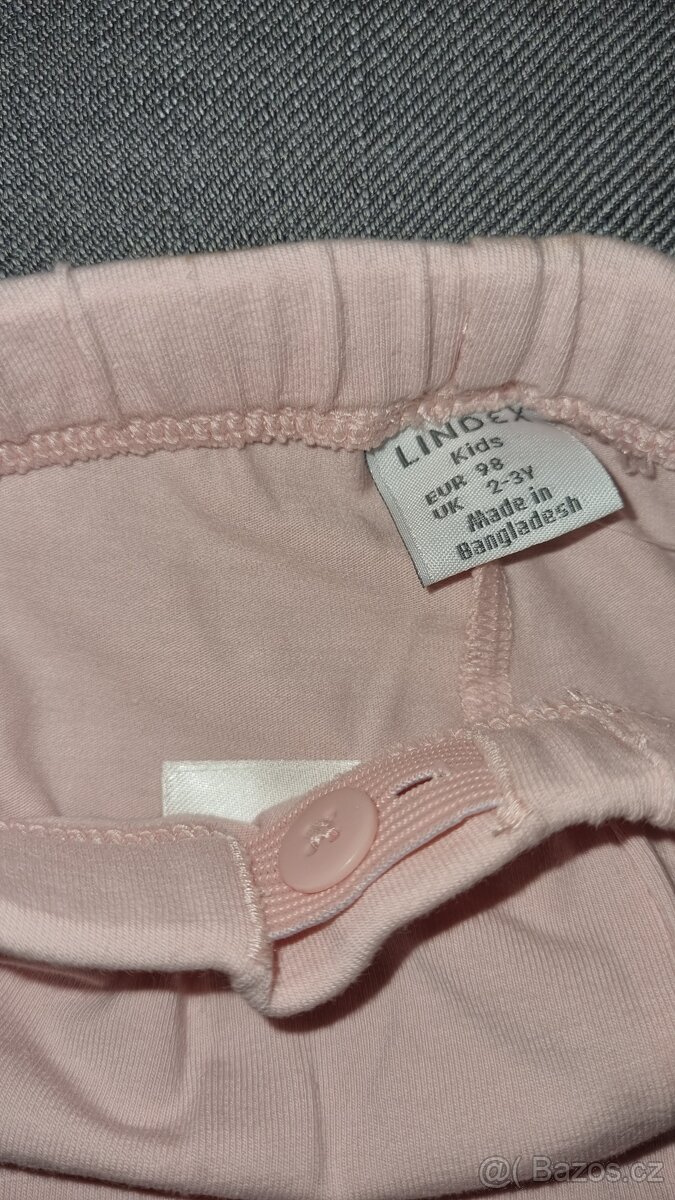 LINDEX
Kids
EUR 98
UK 2-3Y
Made in
Bangladesh
@( Bazos.cz